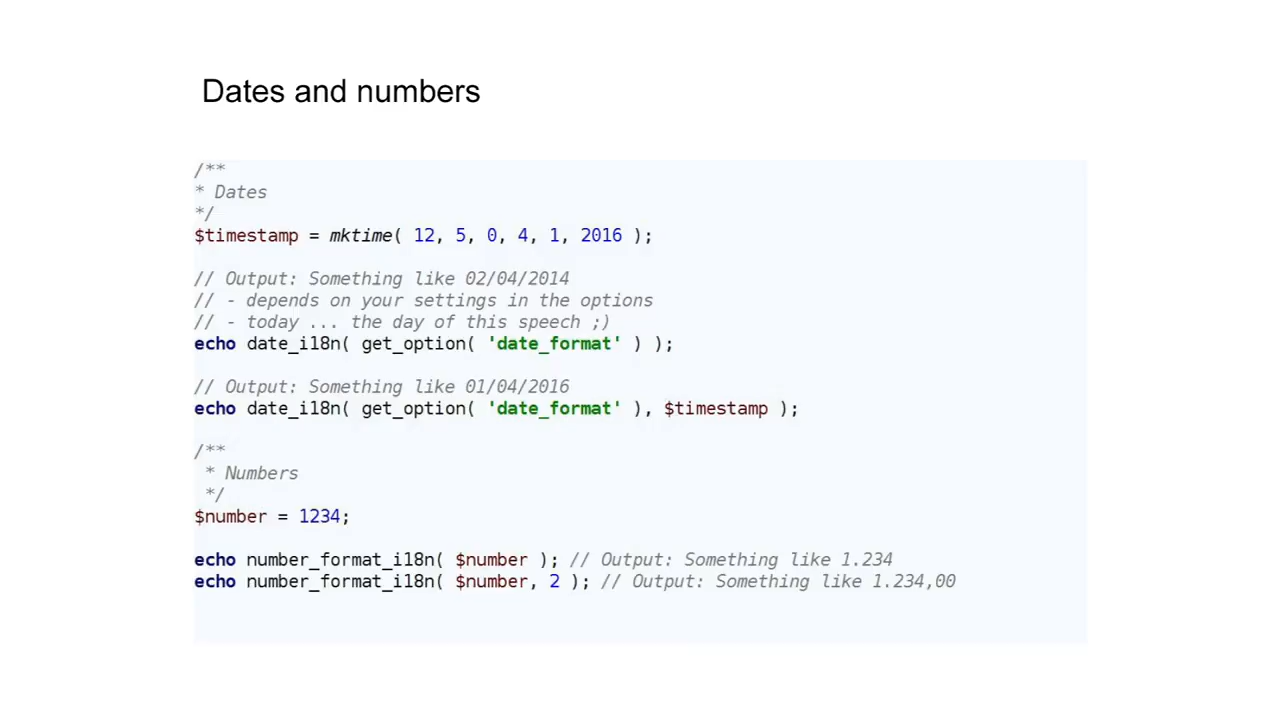 Dates and numbers
/**
* Dates
*/
$timestamp = mktime( 12, 5, 0, 4, 1, 2016 );
// Output: Something like 02/04/2014
// - depends on your settings in the options
// - today ... the day of this speech ;)
echo date_i18n( get_option( 'date_format' ) );
// Output: Something like 01/04/2016
echo date_i18n( get_option( 'date_format' ), $timestamp );
/**
* Numbers
*/
$number = 1234;
echo number_format_i18n( $number ); // Output: Something like 1.234
echo number_format_i18n( $number, 2 ); // Output: Something like 1.234,00